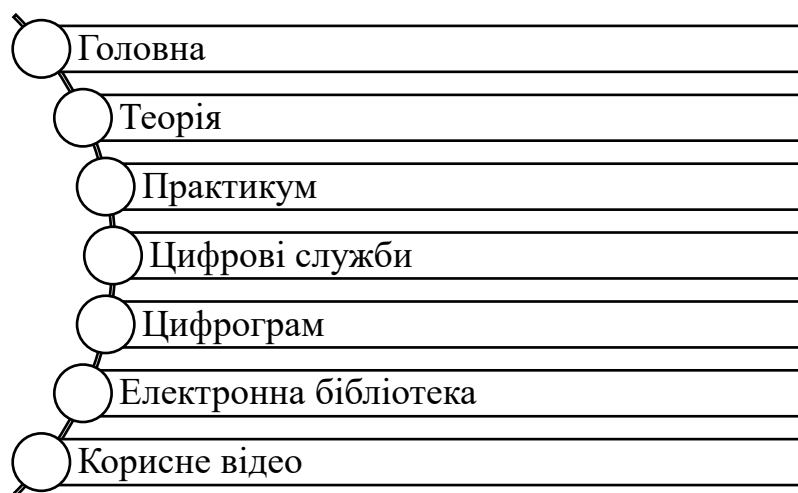 Головна
Теорія
Практикум
Цифрові служби
Цифрограм
Електронна бібліотека
Корисне відео